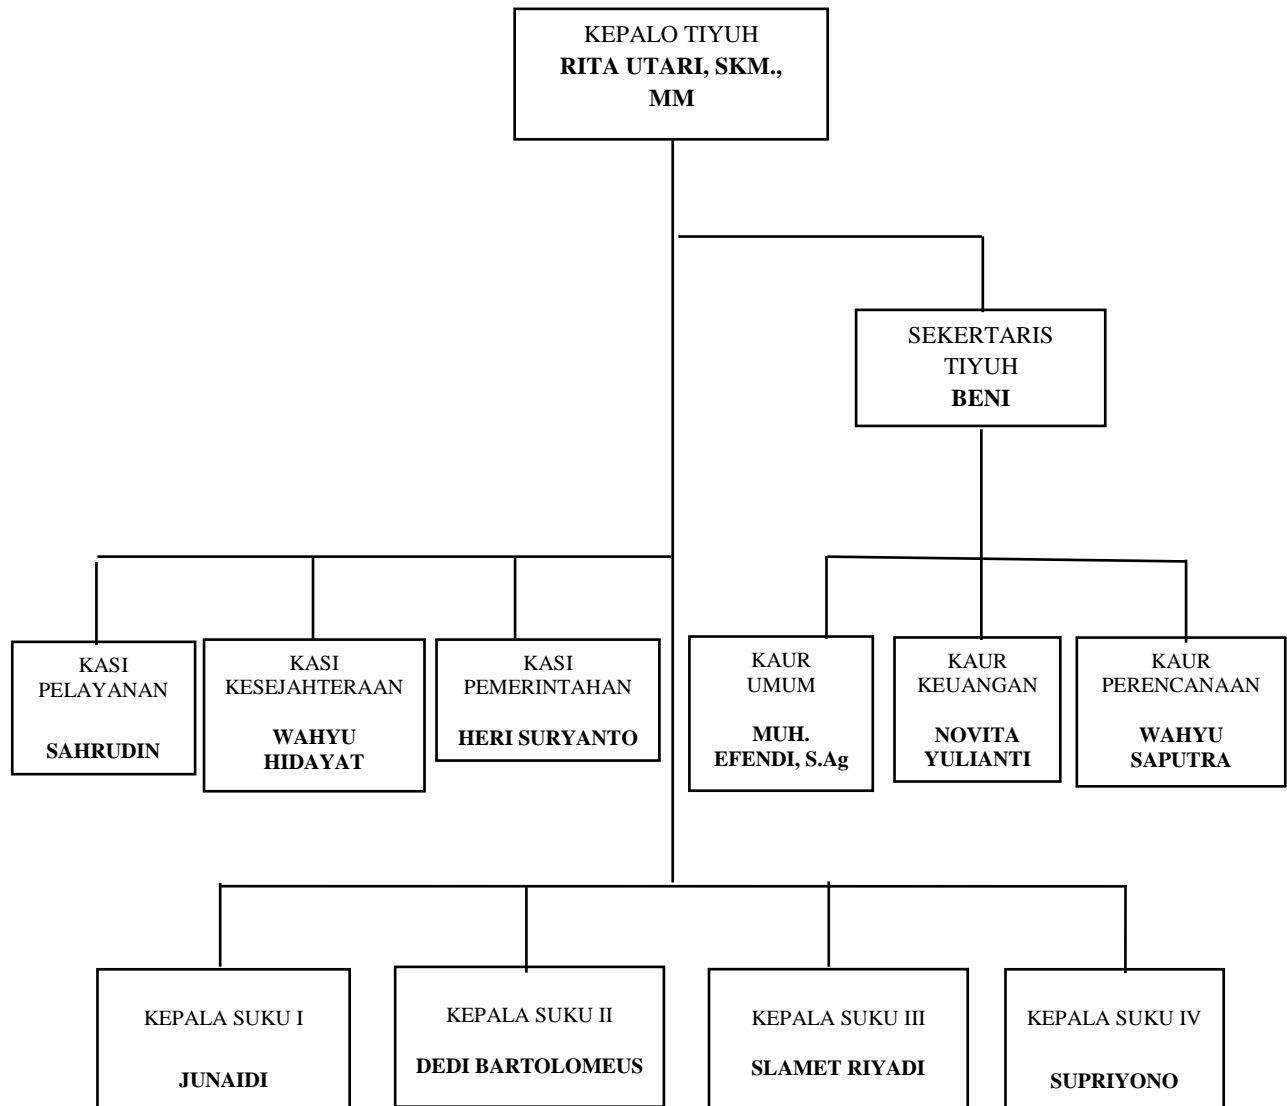 KEPALO TIYUH
RITA UTARI, SKM.,
MM
SEKERTARIS
TIYUH
BENI
KASI
PELAYANAN
SAHRUDIN
KASI
KESEJAHTERAAN
WAHYU
HIDAYAT
KASI
PEMERINTAHAN
HERI SURYANTO
KAUR
UMUM
MUH.
EFENDI, S.Ag
KAUR
KEUANGAN
NOVITA
YULIANTI
KAUR
PERENCANAAN
WAHYU
SAPUTRA
KEPALA SUKU I
JUNAIDI
KEPALA SUKU II
DEDI BARTOLOMEUS
KEPALA SUKU III
SLAMET RIYADI
KEPALA SUKU IV
SUPRIYONO